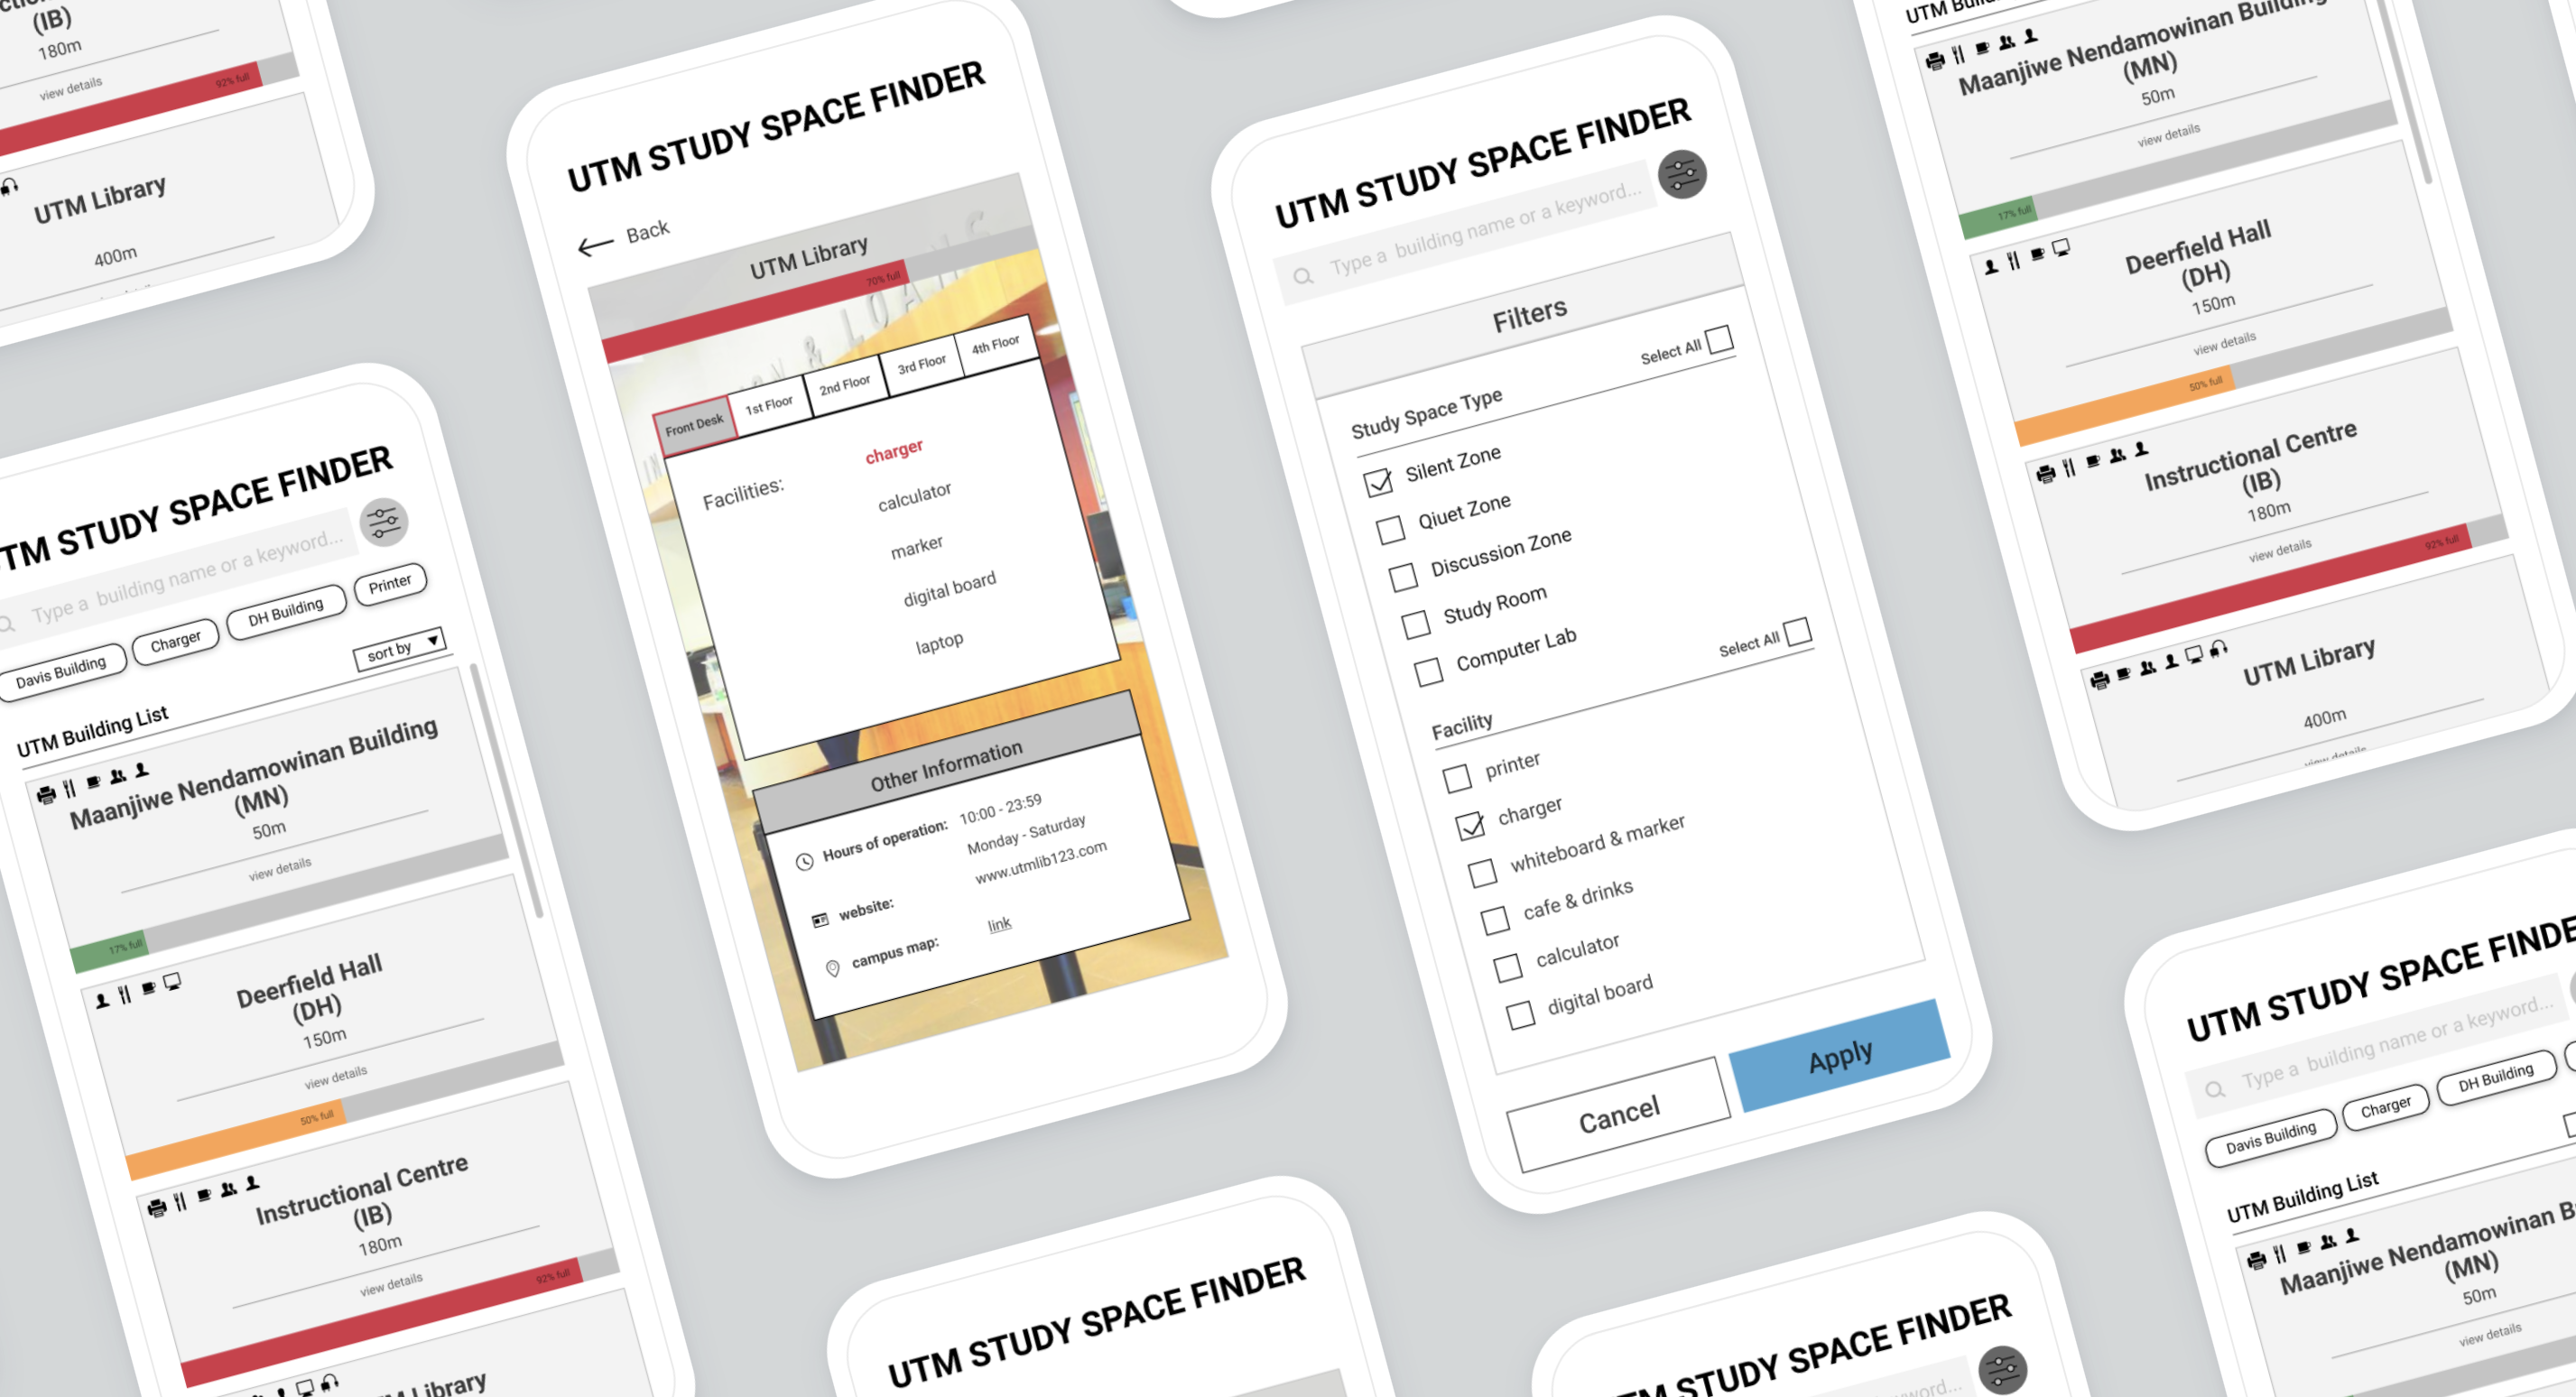 (IB)
180m
view details
92% full
UTM Library
400m
UTM STUDY SPACE FINDER
Type a building name or a keyword...
Davis Building
Charger
DH Building
Printer
sort by
UTM Building List
Maanjiwe Nendamowinan Building
(MN)
50m
view details
17% full
Deerfield Hall
(DH)
150m
view details
50% full
Instructional Centre
(IB)
180m
view details
92% full
UTM Library
UTM STUDY SPACE FINDER
Back
UTM Library
70% full
& LOANS
Front Desk
1st Floor
2nd Floor
3rd Floor
4th Floor
Facilities:
charger
calculator
marker
digital board
laptop
Other Information
Hours of operation:
10:00 - 23:59
Monday - Saturday
website:
www.utmlib123.com
campus map:
link
UTM STUDY SPACE FINDER
UTM STUDY SPACE FINDER
Type a building name or a keyword...
Filters
Select All
Study Space Type
Silent Zone
Qiuet Zone
Discussion Zone
Study Room
Computer Lab
Select All
Facility
printer
charger
whiteboard & marker
cafe & drinks
calculator
digital board
Cancel
Apply
UTM STUDY SPACE FINDER
keyword...
UTM Building
Maanjiwe Nendamowinan Building
(MN)
50m
view details
17% full
Deerfield Hall
(DH)
150m
view details
50% full
Instructional Centre
(IB)
180m
view details
92% full
UTM Library
400m
view details
UTM STUDY SPACE FINDE
Type a building name or a keyword...
Davis Building
Charger
DH Building
UTM Building List
Maanjiwe Nendamowinan B
(MN)
50m
view details